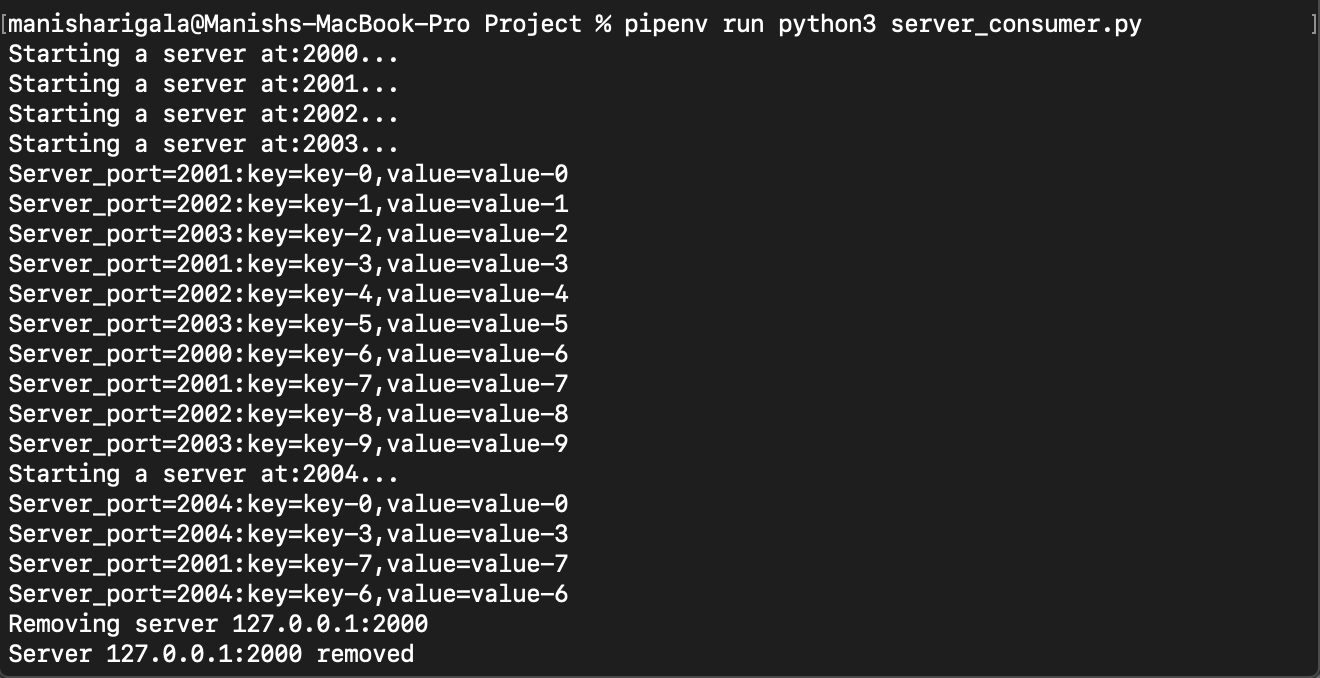 [manisharigala@Manishs-MacBook-Pro Project % pipenv run python3 server_consumer.py ]
Starting a server at:2000...
Starting a server at:2001...
Starting a server at:2002...
Starting a server at:2003...
Server_port=2001:key=key-0,value=value-0
Server_port=2002:key=key-1,value=value-1
Server_port=2003:key=key-2,value=value-2
Server_port=2001:key=key-3,value=value-3
Server_port=2002:key=key-4,value=value-4
Server_port=2003:key=key-5,value=value-5
Server_port=2000:key=key-6,value=value-6
Server_port=2001:key=key-7,value=value-7
Server_port=2002:key=key-8,value=value-8
Server_port=2003:key=key-9,value=value-9
Starting a server at:2004...
Server_port=2004:key=key-0,value=value-0
Server_port=2004:key=key-3,value=value-3
Server_port=2001:key=key-7,value=value-7
Server_port=2004:key=key-6,value=value-6
Removing server 127.0.0.1:2000
Server 127.0.0.1:2000 removed